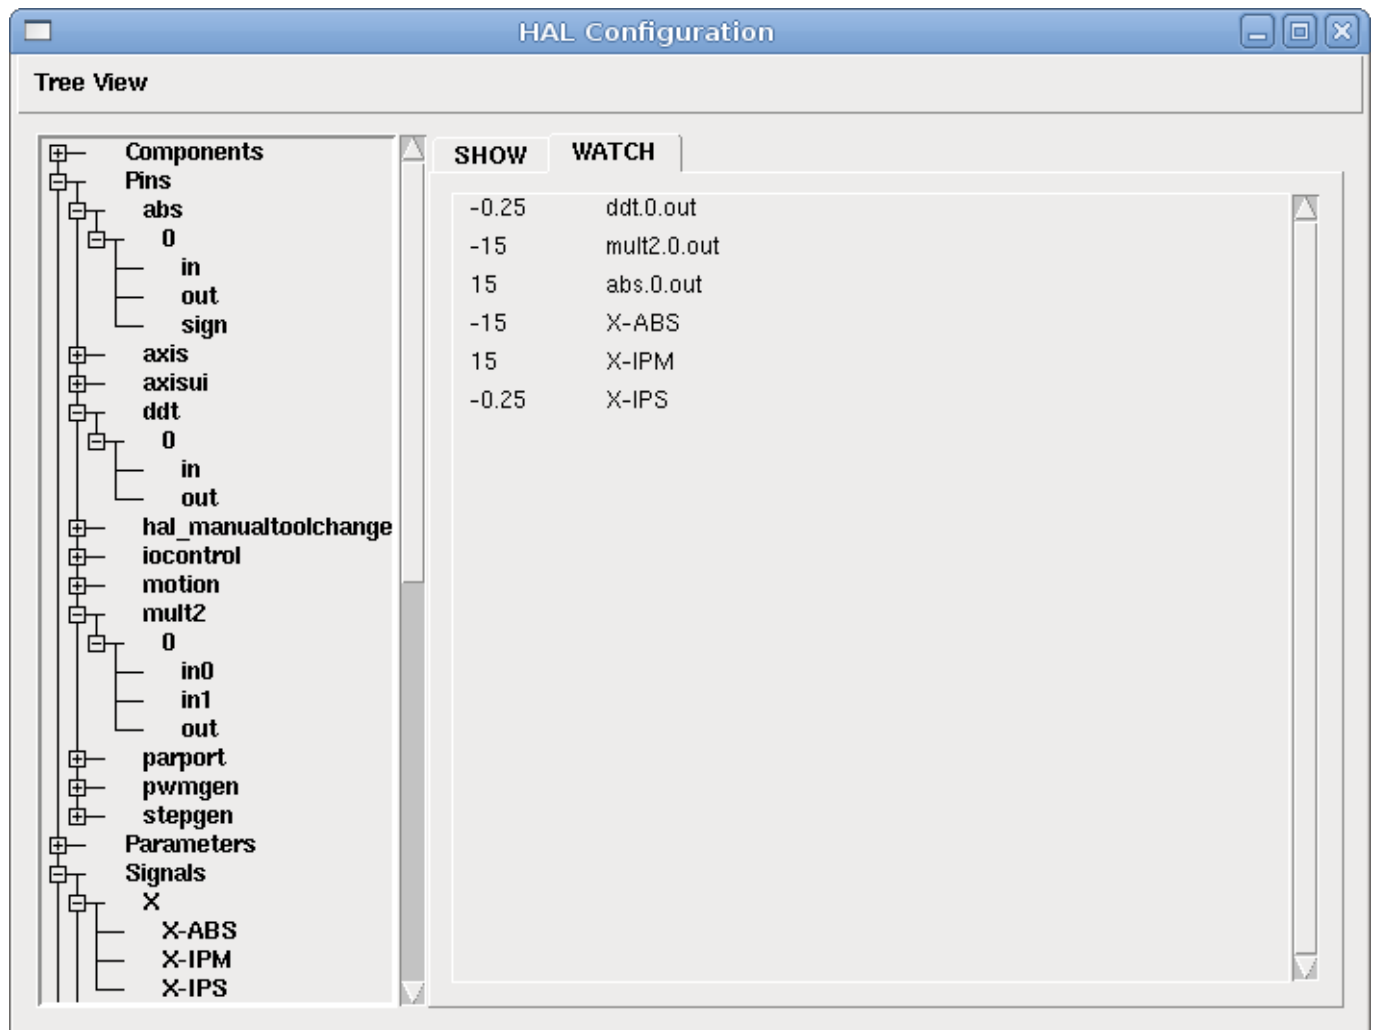 HAL Configuration
Tree View
Components
Pins
abs
0
in
out
sign
axis
axisui
ddt
0
in
out
hal_manualtoolchange
iocontrol
motion
mult2
0
in0
in1
out
parport
pwmgen
stepgen
Parameters
Signals
X
X-ABS
X-IPM
X-IPS
SHOW WATCH
-0.25 ddt.0.out
-15 mult2.0.out
15 abs.0.out
-15 X-ABS
15 X-IPM
-0.25 X-IPS